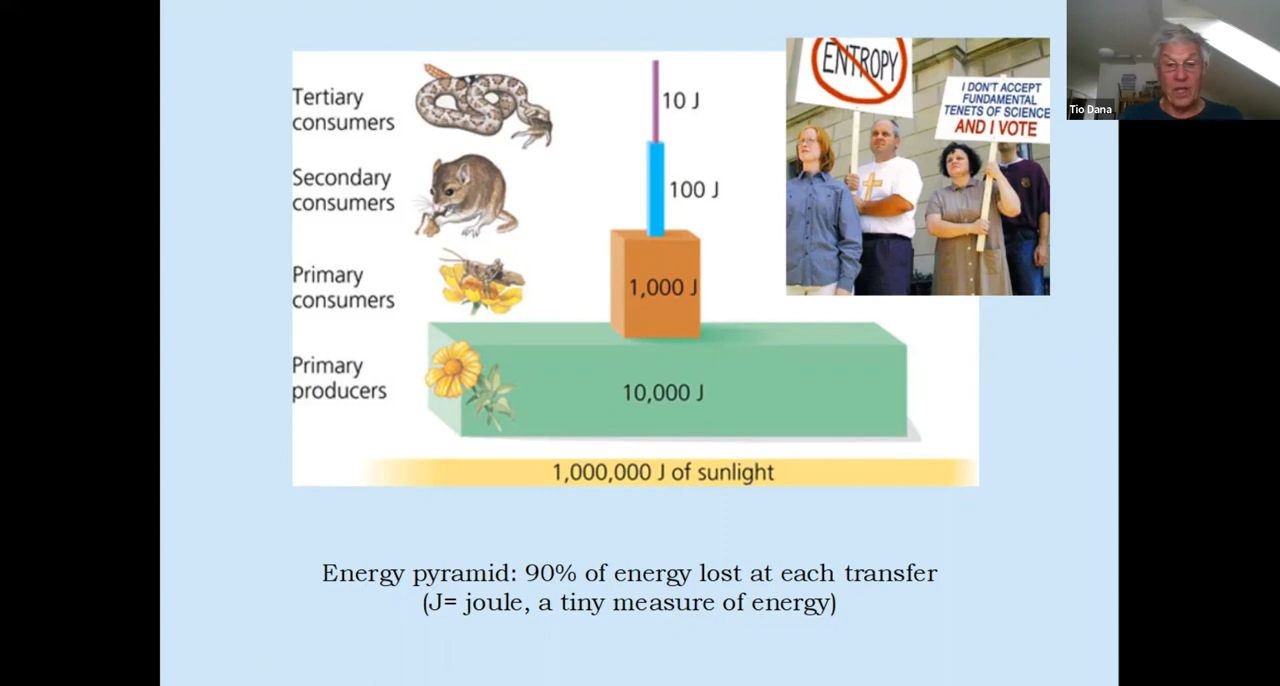 Tertiary
consumers
10 J
Secondary
consumers
100 J
Primary
consumers
1,000 J
Primary
producers
10,000 J
1,000,000 J of sunlight
ENTROPY
I DON'T ACCEPT
FUNDAMENTAL
TENETS OF SCIENCE
AND I VOTE
Tio Dana
Energy pyramid: 90% of energy lost at each transfer
(J= joule, a tiny measure of energy)